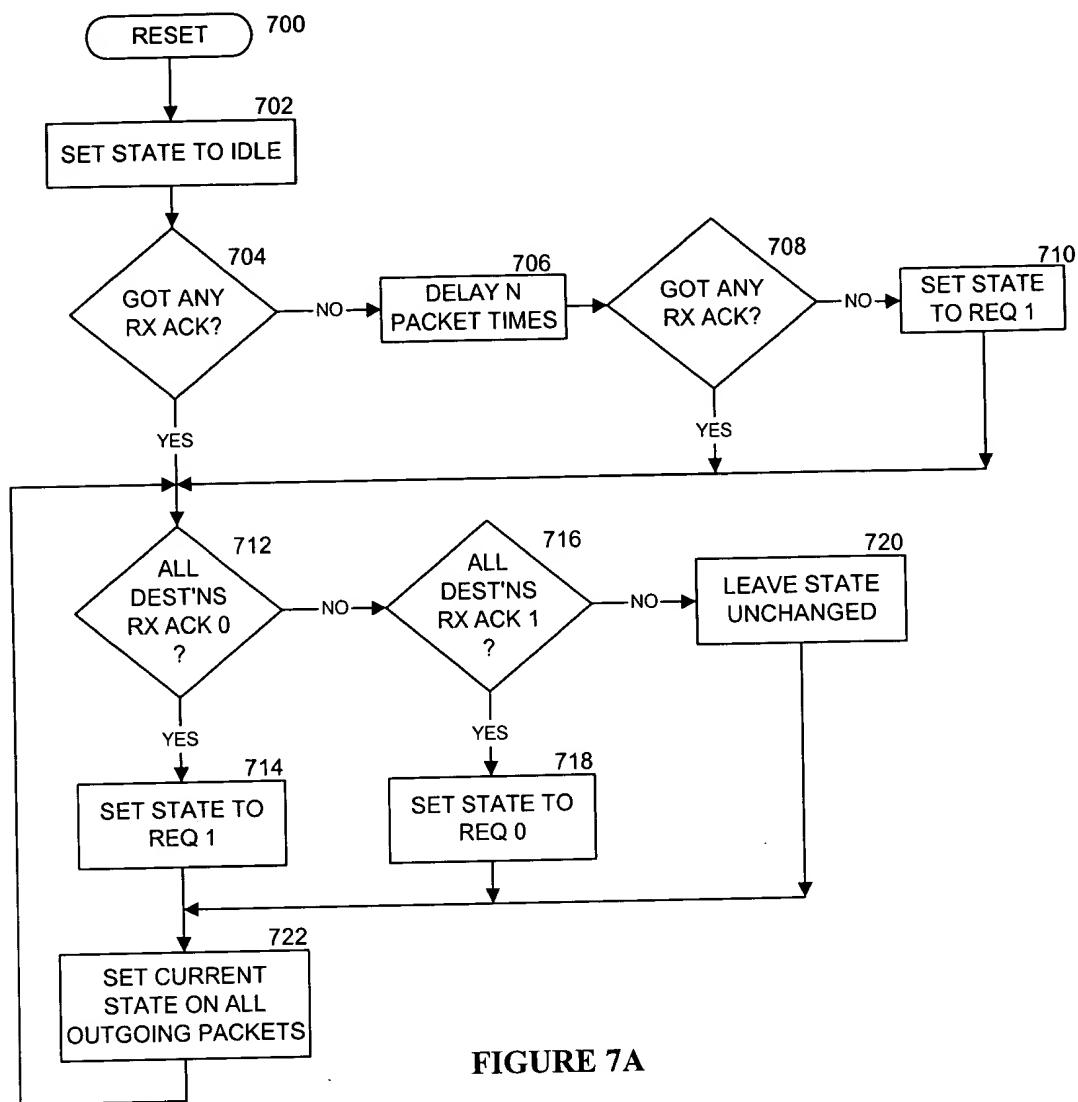 RESET
700
702
SET STATE TO IDLE
704
GOT ANY
RX ACK?
NO
706
DELAY N
PACKET TIMES
708
GOT ANY
RX ACK?
NO
710
SET STATE
TO REQ 1
YES
YES
712
ALL
DEST'NS
RX ACK 0
?
NO
716
ALL
DEST'NS
RX ACK 1
?
NO
720
LEAVE STATE
UNCHANGED
YES
YES
714
SET STATE TO
REQ 1
718
SET STATE TO
REQ 0
722
SET CURRENT
STATE ON ALL
OUTGOING PACKETS
FIGURE 7A